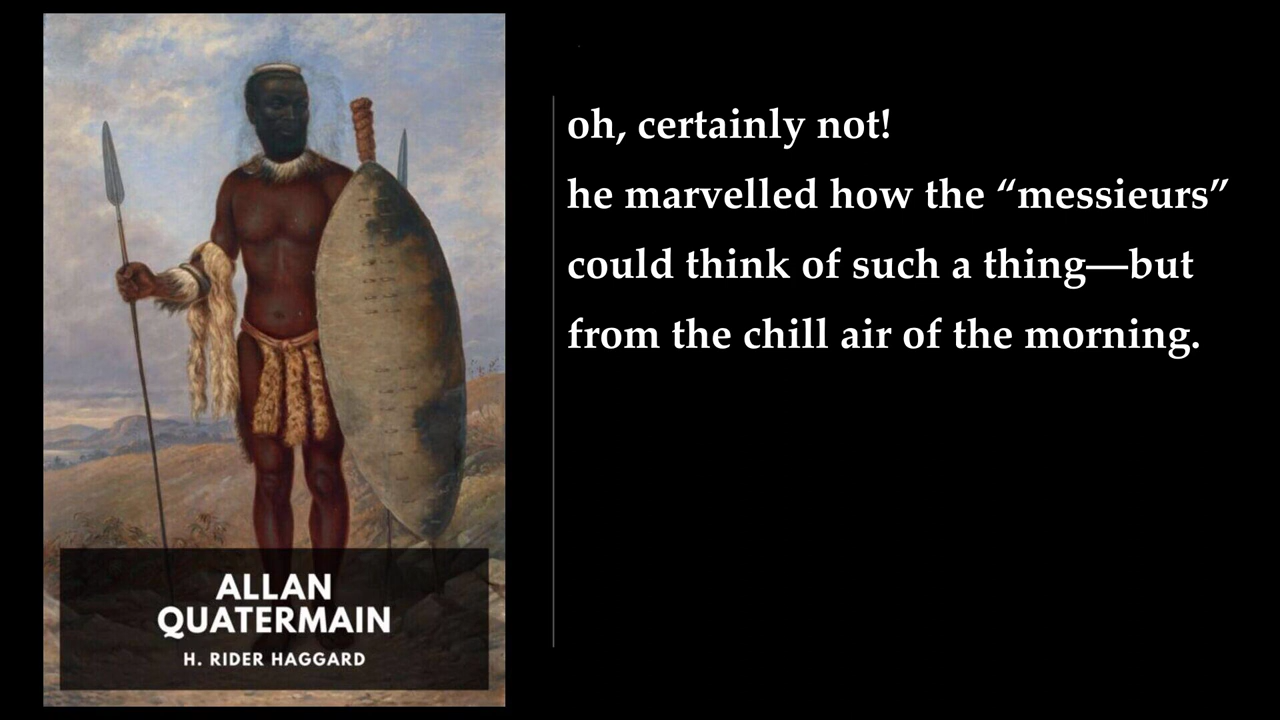 ALLAN
QUATERMAIN
H. RIDER HAGGARD
oh, certainly not!
he marvelled how the “messieurs”
could think of such a thing—but
from the chill air of the morning.